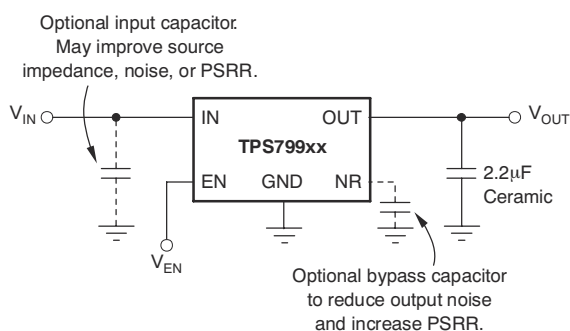 Optional input capacitor.
May improve source
impedance, noise, or PSRR.
V_IN
IN
OUT
V_OUT
TPS799xx
EN
GND
NR
2.2μF
Ceramic
V_EN
Optional bypass capacitor
to reduce output noise
and increase PSRR.